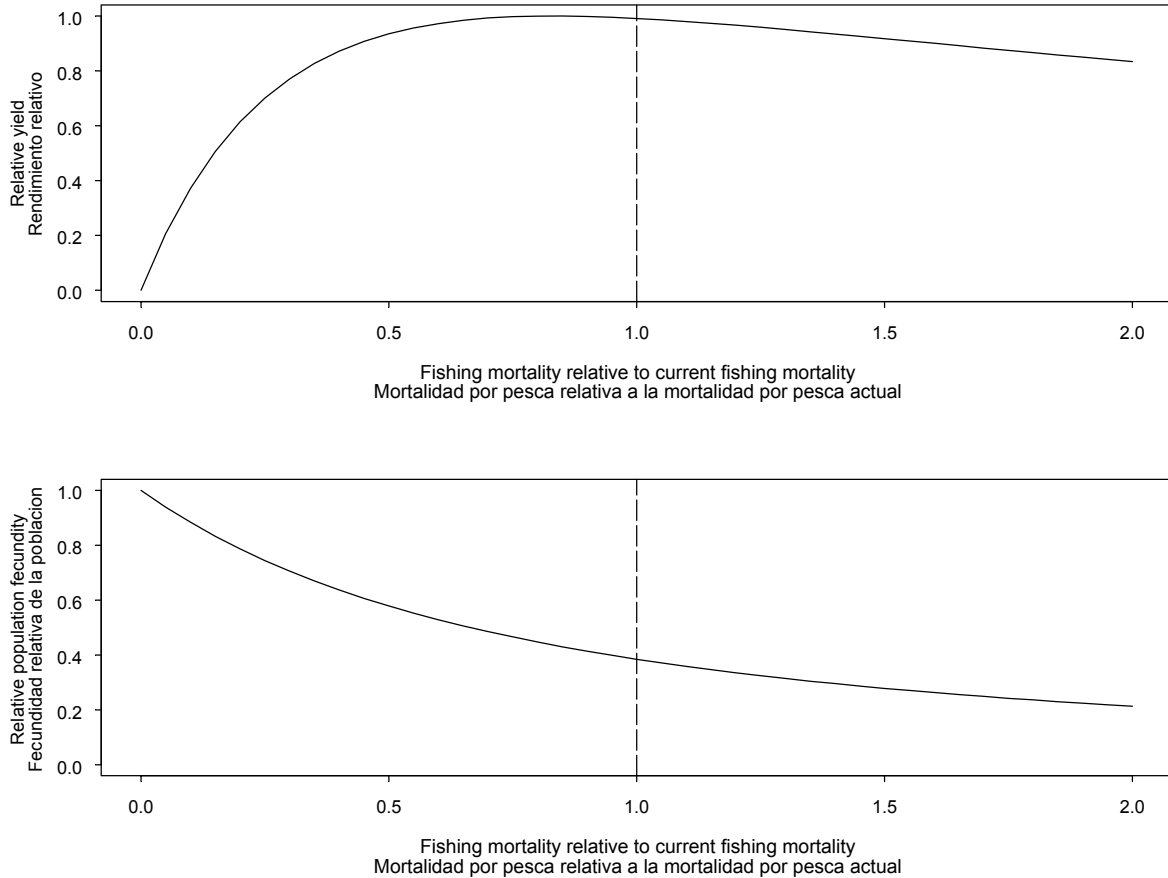 Relative yield
Rendimiento relativo
1.0
0.8
0.6
0.4
0.2
0.0
0.0
0.5
1.0
1.5
2.0
Fishing mortality relative to current fishing mortality
Mortalidad por pesca relativa a la mortalidad por pesca actual
Relative population fecundity
Fecundidad relativa de la poblacion
1.0
0.8
0.6
0.4
0.2
0.0
0.0
0.5
1.0
1.5
2.0
Fishing mortality relative to current fishing mortality
Mortalidad por pesca relativa a la mortalidad por pesca actual